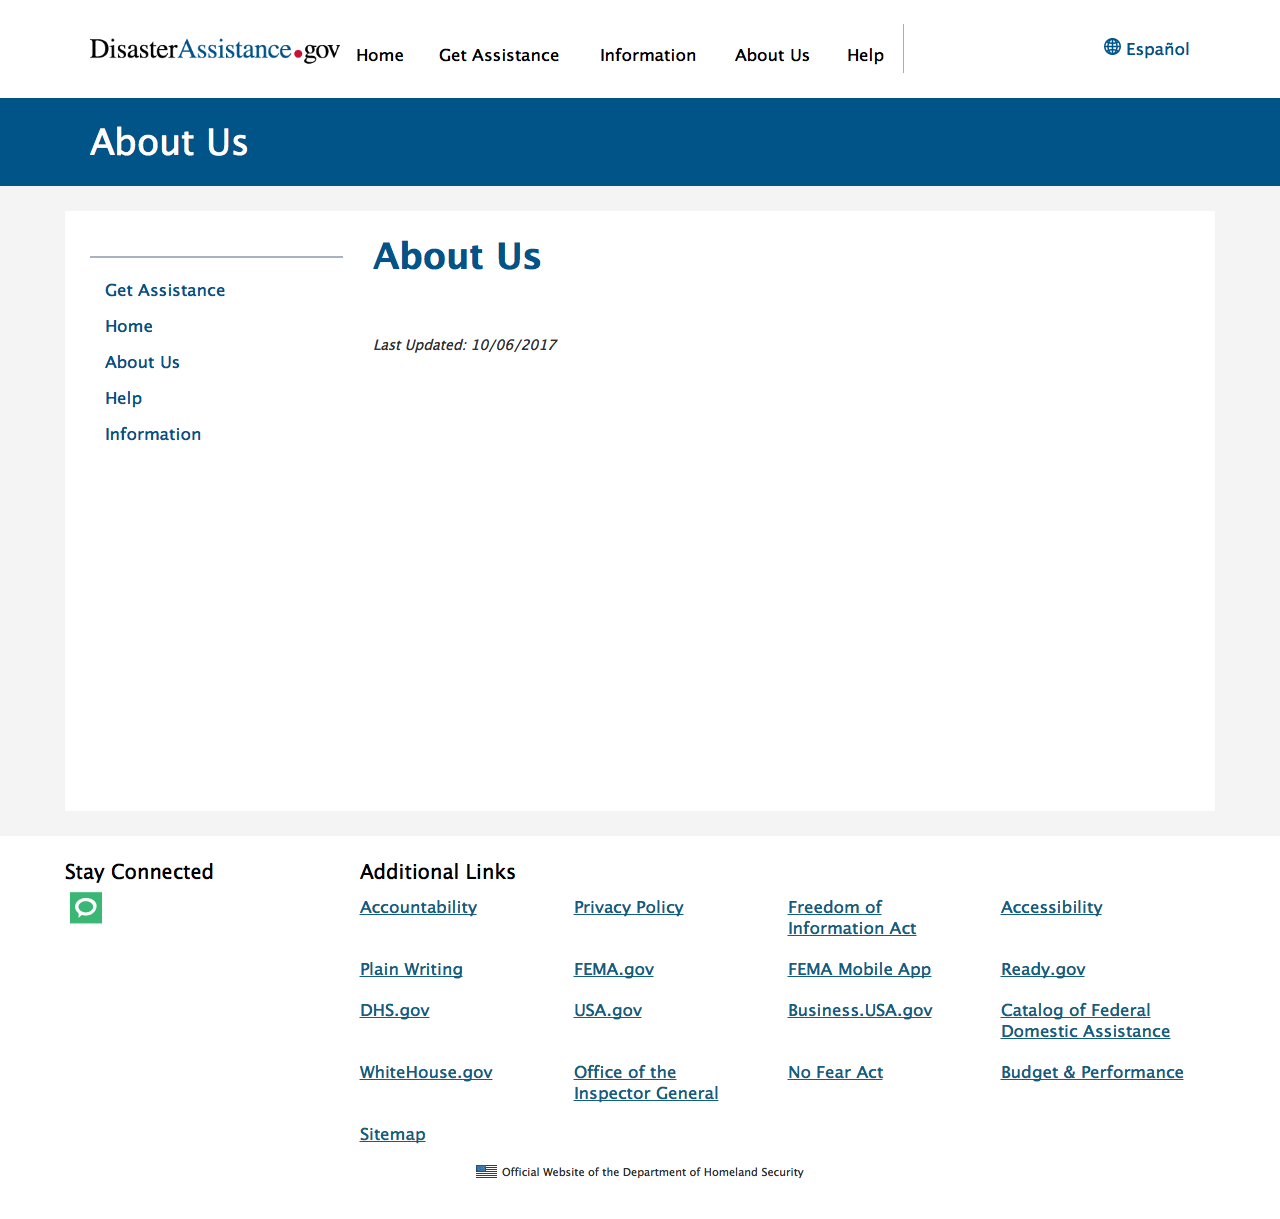 DisasterAssistance.gov Home Get Assistance Information About Us Help Español
About Us
About Us
Get Assistance
Home
About Us
Help
Information
Last Updated: 10/06/2017
Stay Connected
Additional Links
Accountability Privacy Policy Freedom of Information Act Accessibility
Plain Writing FEMA.gov FEMA Mobile App Ready.gov
DHS.gov USA.gov Business.USA.gov Catalog of Federal Domestic Assistance
WhiteHouse.gov Office of the Inspector General No Fear Act Budget & Performance
Sitemap
Official Website of the Department of Homeland Security